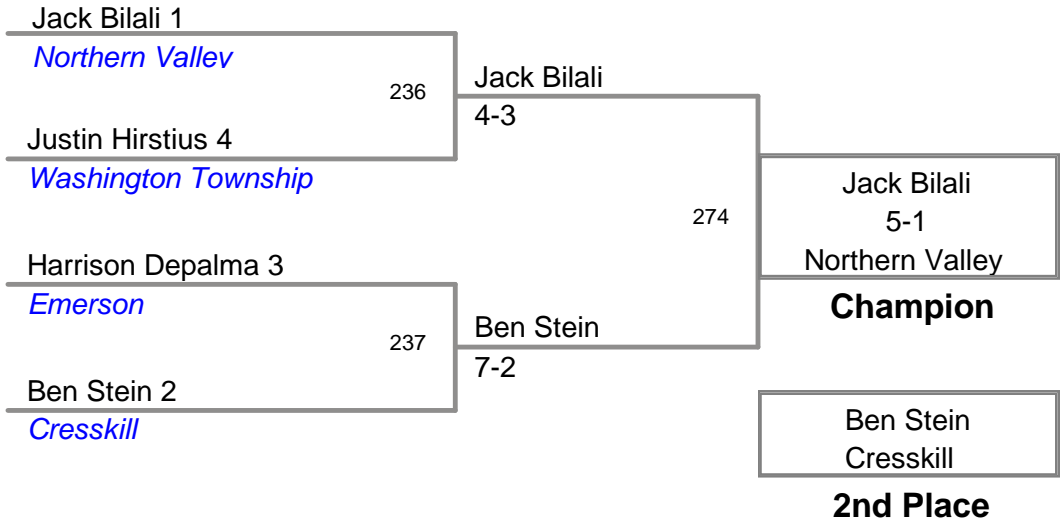 Jack Bilali 1
Northern Valley
236
Jack Bilali
4-3
Justin Hirstius 4
Washington Township
274
Jack Bilali
5-1
Northern Valley
Champion
Harrison Depalma 3
Emerson
237
Ben Stein
7-2
Ben Stein 2
Cresskill
Ben Stein
Cresskill
2nd Place